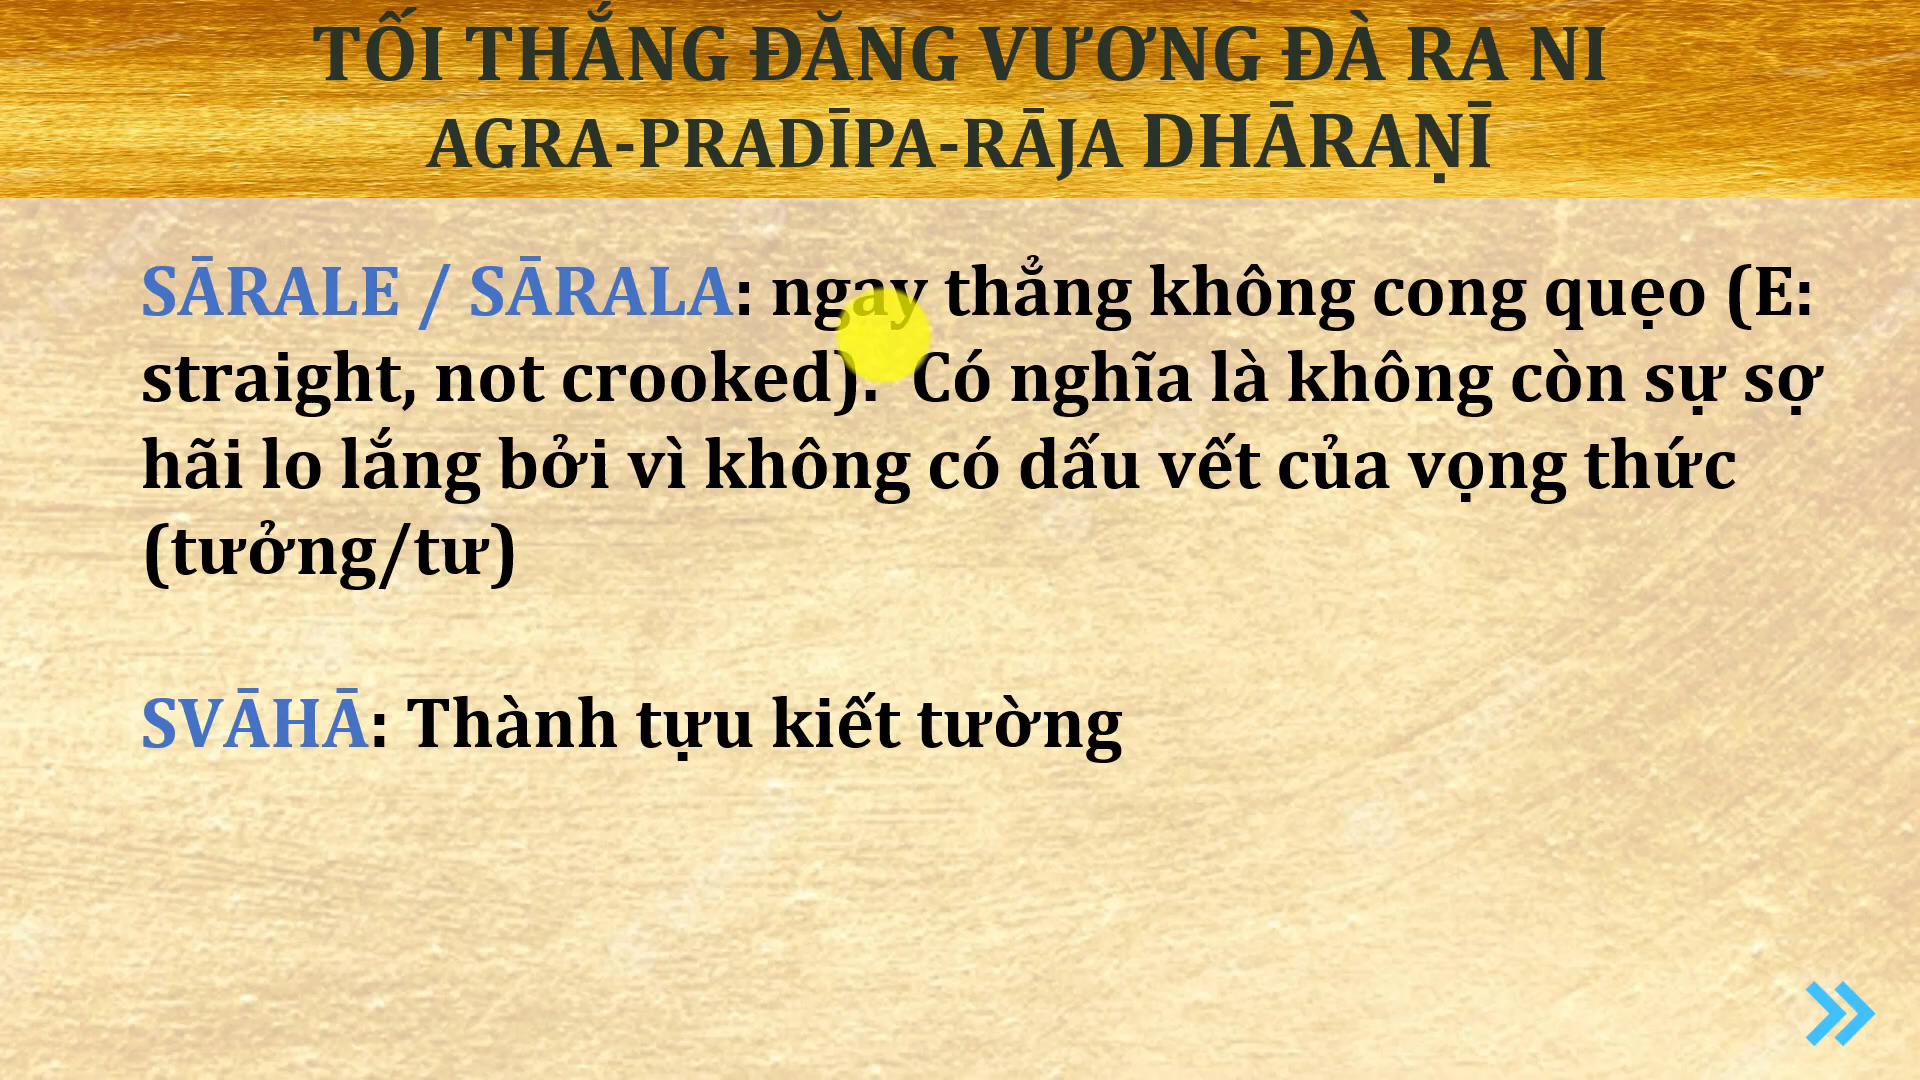 TỐI THẮNG ĐĂNG VƯƠNG ĐÀ RA NI
AGRA-PRADĪPA-RĀJA DHĀRAṆĪ
SĀRALE / SĀRALA: ngay thẳng không cong quẹo (E:
straight, not crooked). Có nghĩa là không còn sự sợ
hãi lo lắng bởi vì không có dấu vết của vọng thức
(tưởng/tư)
SVĀHĀ: Thành tựu kiết tường